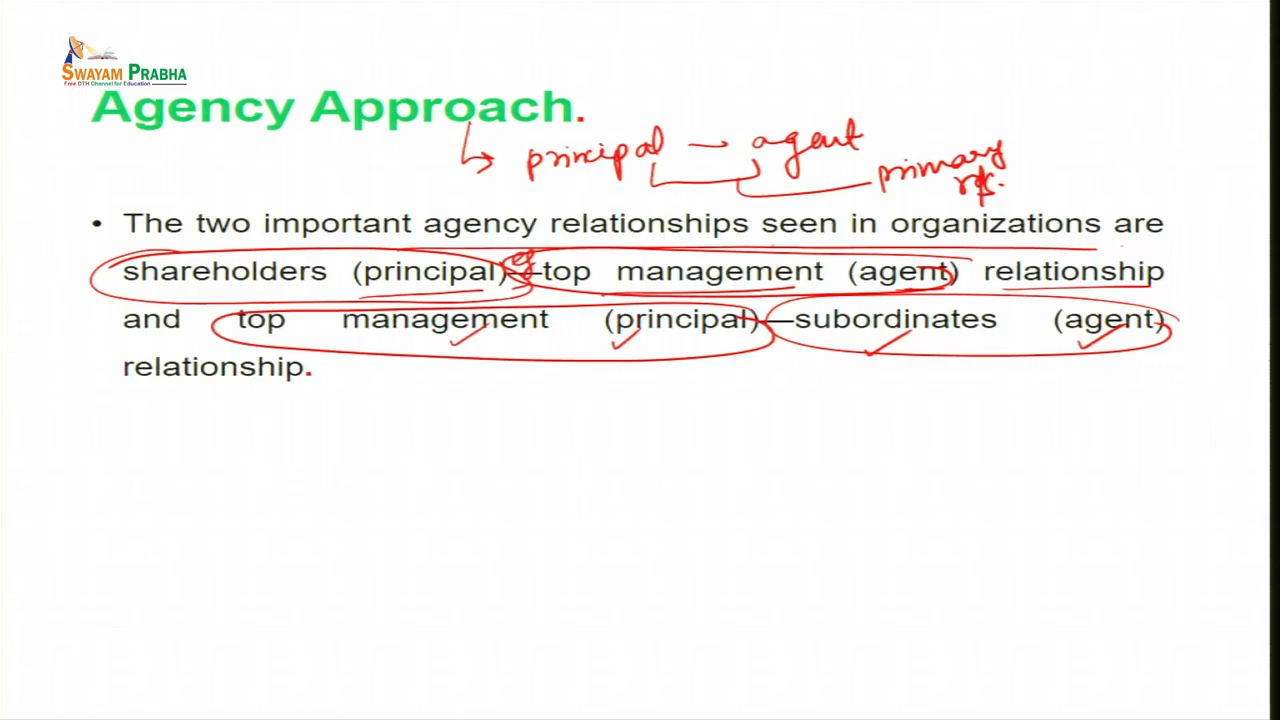 SWAYAM PRABHA
Free DTH Channel for Education
Agency Approach.
principal — agent
primary
• The two important agency relationships seen in organizations are
shareholders (principal)—top management (agent) relationship
and top management (principal)—subordinates (agent)
relationship.